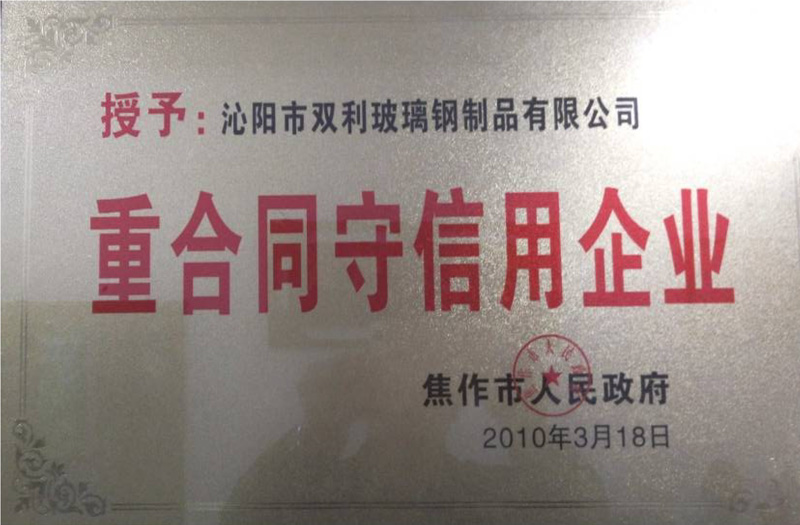 授予：沁阳市双利玻璃钢制品有限公司
重合同守信用企业
焦作市人民政府
2010年3月18日